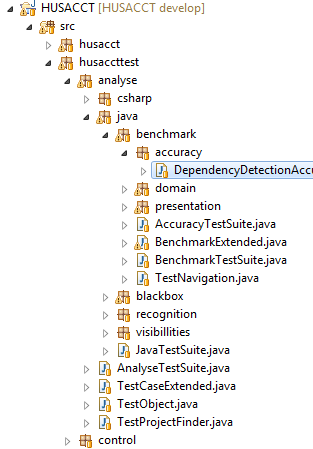 HUSACCT [HUSACCT develop]
src
husacct
husaccttest
analyse
csharp
java
benchmark
accuracy
DependencyDetectionAccu
domain
presentation
AccuracyTestSuite.java
BenchmarkExtended.java
BenchmarkTestSuite.java
TestNavigation.java
blackbox
recognition
visibillities
JavaTestSuite.java
AnalyseTestSuite.java
TestCaseExtended.java
TestObject.java
TestProjectFinder.java
control